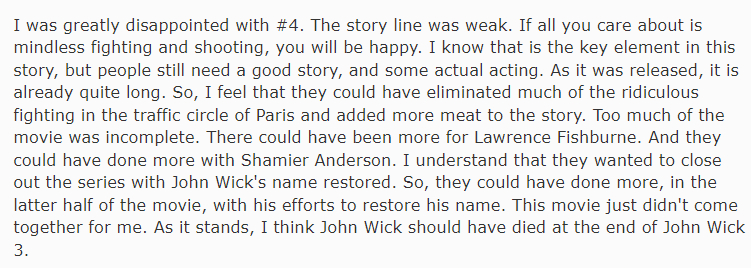 I was greatly disappointed with #4. The story line was weak. If all you care about is
mindless fighting and shooting, you will be happy. I know that is the key element in this
story, but people still need a good story, and some actual acting. As it was released, it is
already quite long. So, I feel that they could have eliminated much of the ridiculous
fighting in the traffic circle of Paris and added more meat to the story. Too much of the
movie was incomplete. There could have been more for Lawrence Fishburne. And they
could have done more with Shamier Anderson. I understand that they wanted to close
out the series with John Wick's name restored. So, they could have done more, in the
latter half of the movie, with his efforts to restore his name. This movie just didn't come
together for me. As it stands, I think John Wick should have died at the end of John Wick
3.